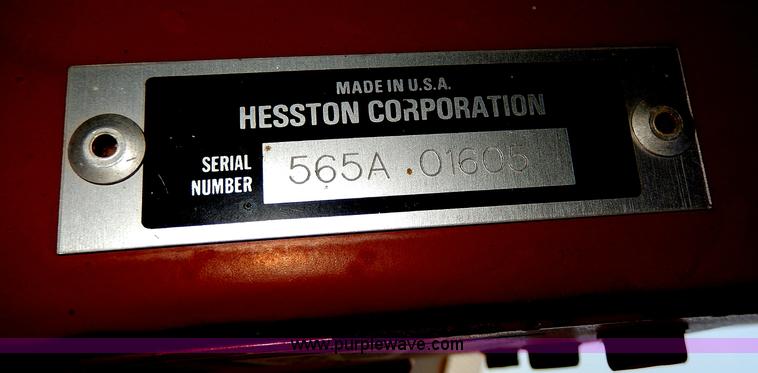 MADE IN U.S.A.
HESSTON CORPORATION
SERIAL NUMBER
565A 01605
www.purplewave.com